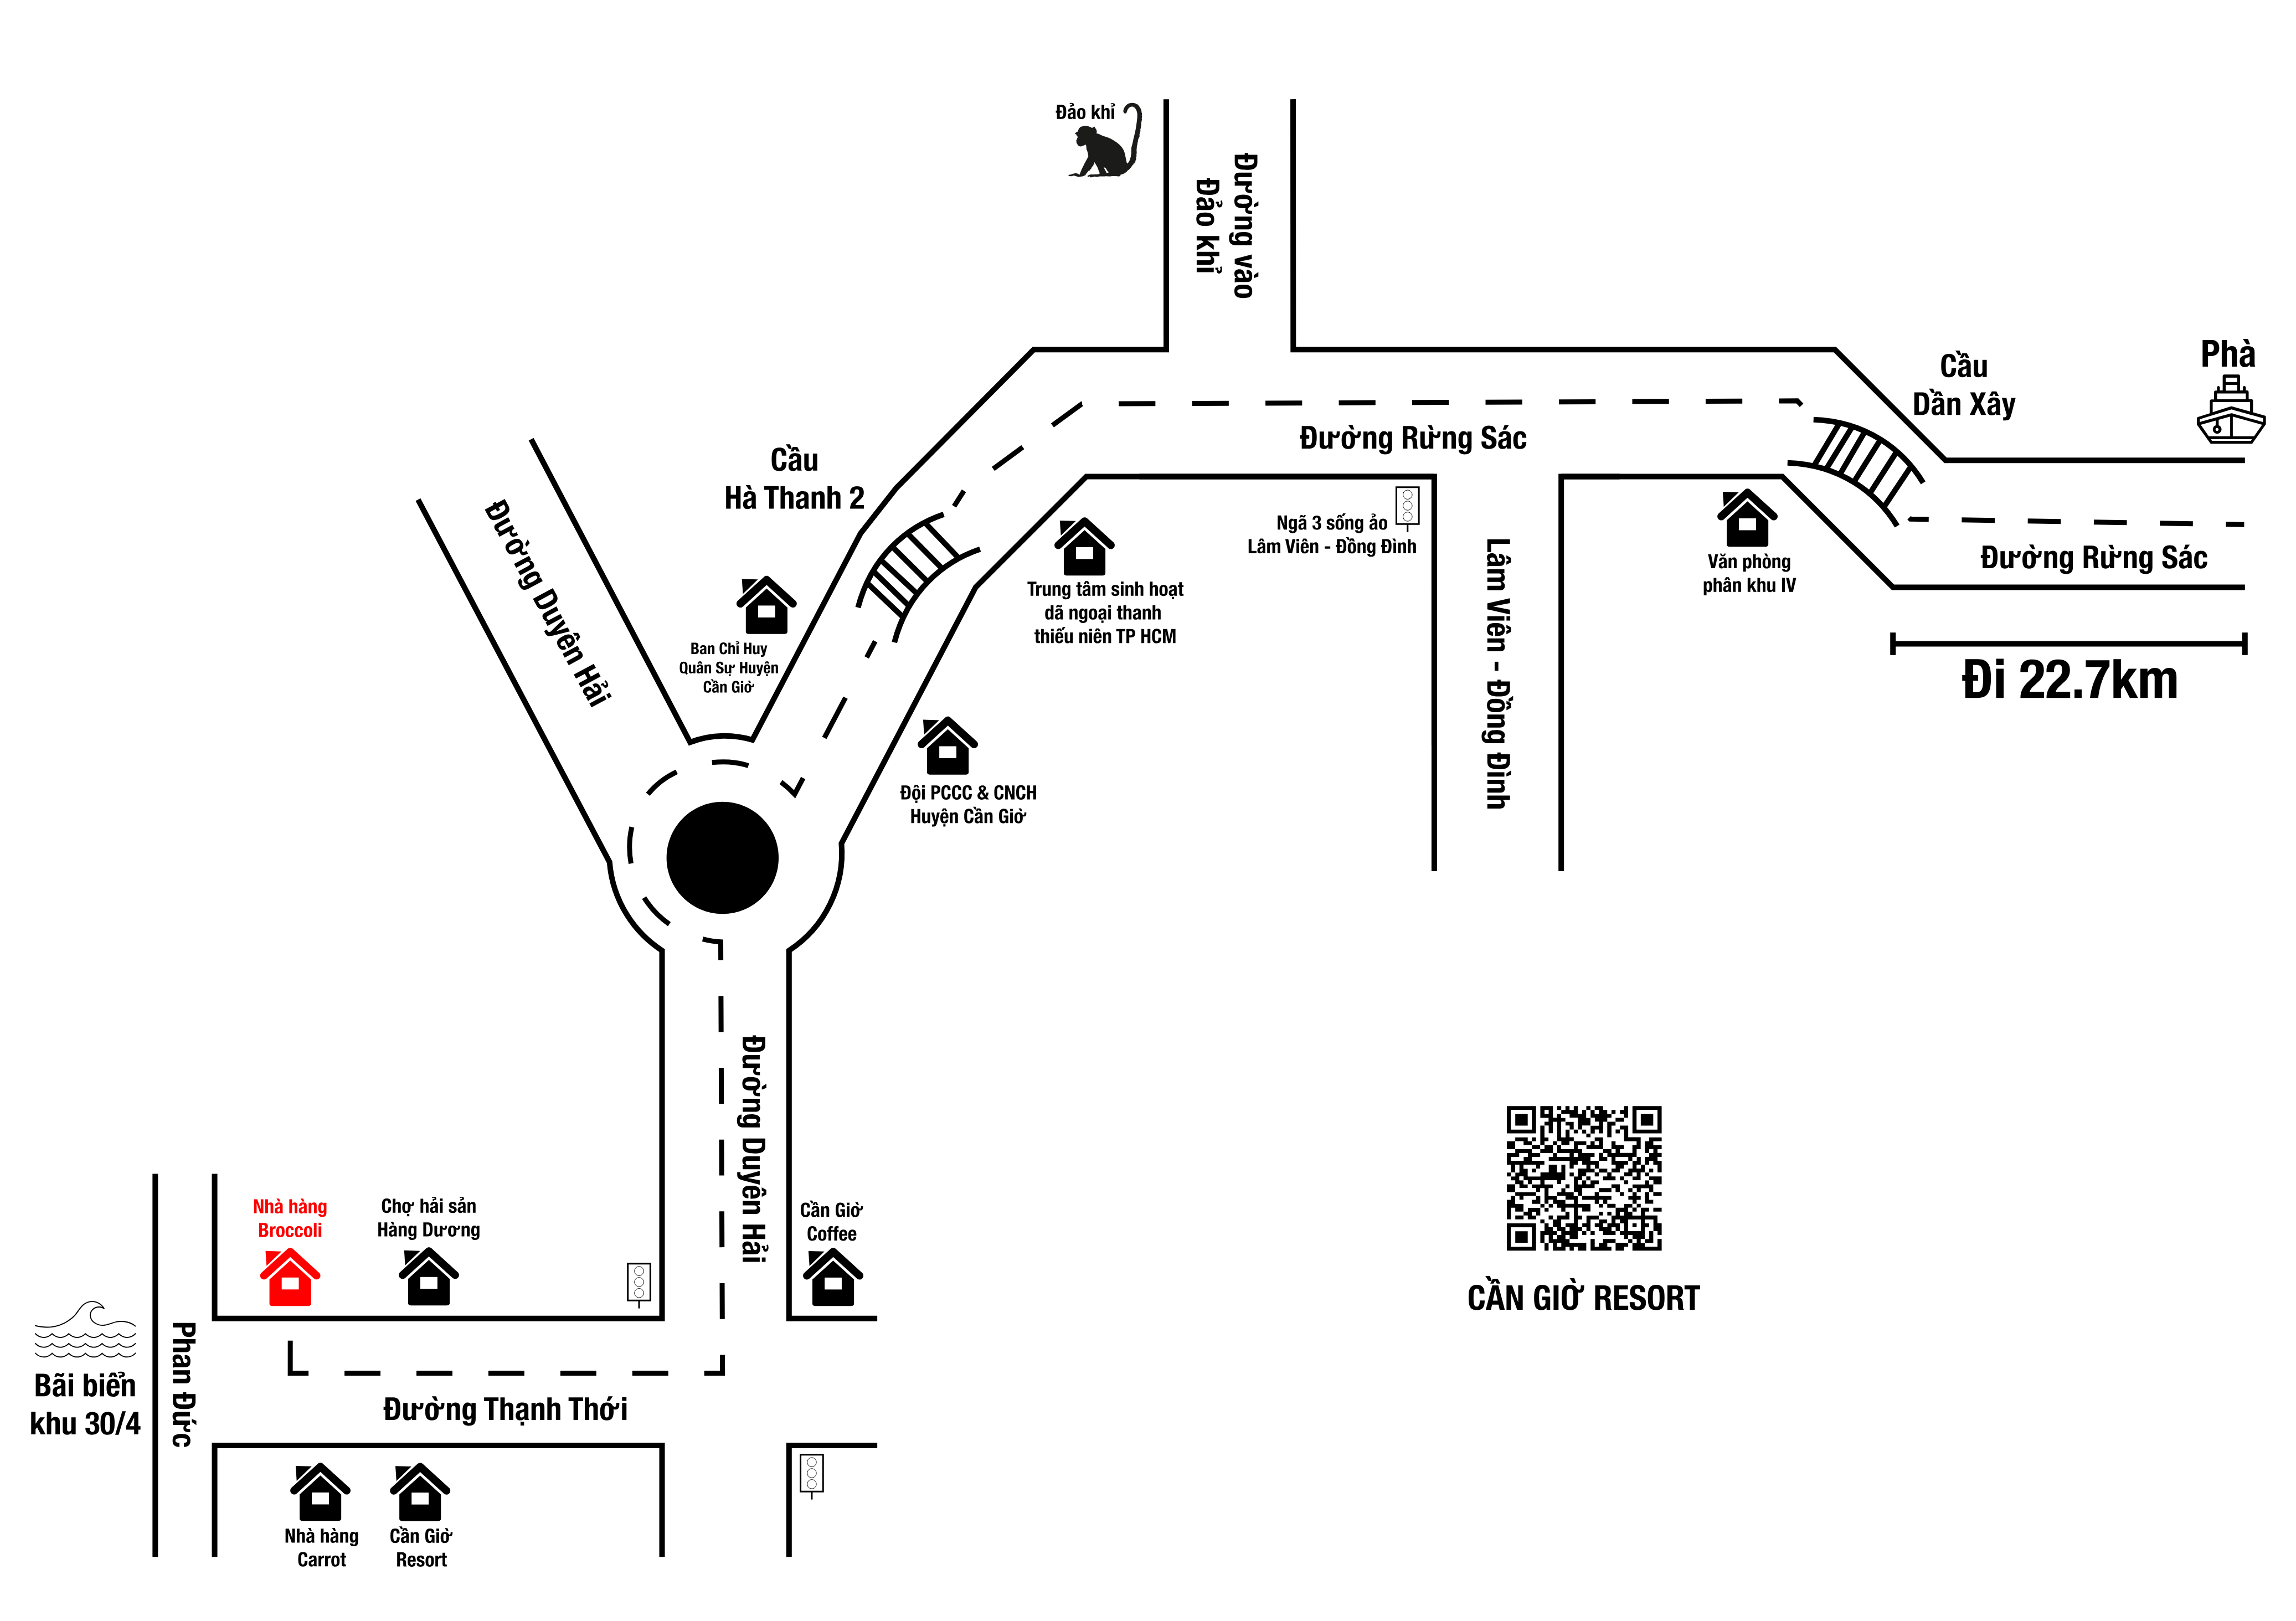 Đảo khỉ
Đường vào
Đảo khỉ
Phà
Cầu
Dần Xây
Đường Rừng Sác
Cầu
Hà Thanh 2
Đường Duyên Hải
Ngã 3 sống ảo
Lâm Viên - Đồng Đình
Lâm Viên - Đồng Đình
Văn phòng
phân khu IV
Đường Rừng Sác
Đi 22.7km
Trung tâm sinh hoạt
dã ngoại thanh
thiếu niên TP HCM
Ban Chỉ Huy
Quân Sự Huyện
Cần Giờ
Đội PCCC & CNCH
Huyện Cần Giờ
Đường Duyên Hải
Nhà hàng
Broccoli
Chợ hải sản
Hàng Dương
Cần Giờ
Coffee
CẦN GIỜ RESORT
Bãi biển
khu 30/4
Phan Đức
Đường Thạnh Thới
Nhà hàng
Carrot
Cần Giờ
Resort